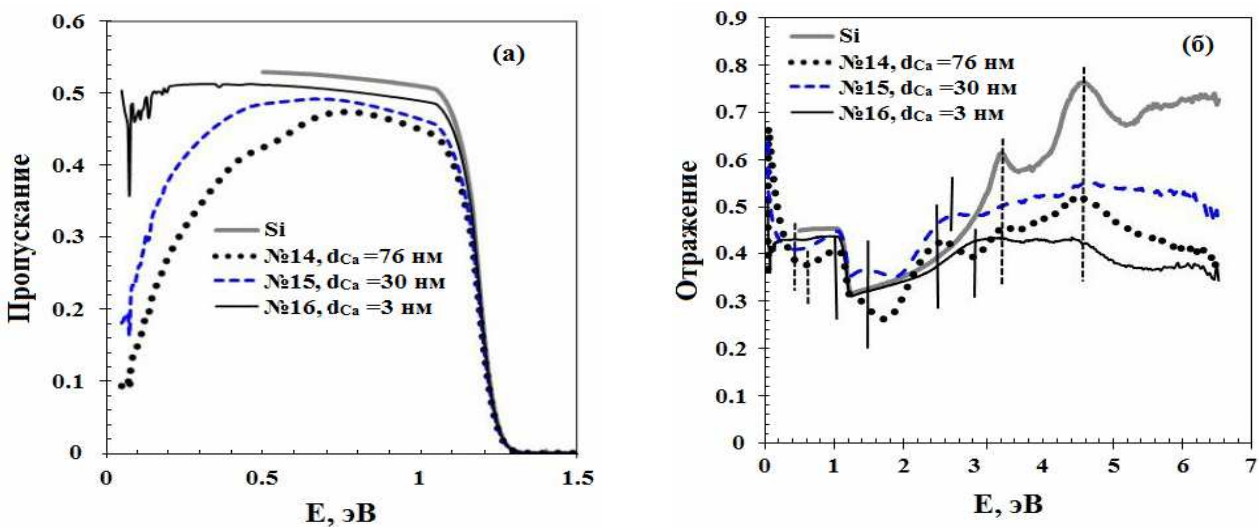 Пропускание
0.6
0.5
0.4
0.3
0.2
0.1
0
(а)
Si
№14, dCa =76 нм
№15, dCa =30 нм
№16, dCa =3 нм
0
0.5
1
1.5
E, эВ
Отражение
0.9
0.8
0.7
0.6
0.5
0.4
0.3
0.2
0.1
0
(б)
Si
№14, dCa =76 нм
№15, dCa =30 нм
№16, dCa =3 нм
0
1
2
3
4
5
6
7
E, эВ